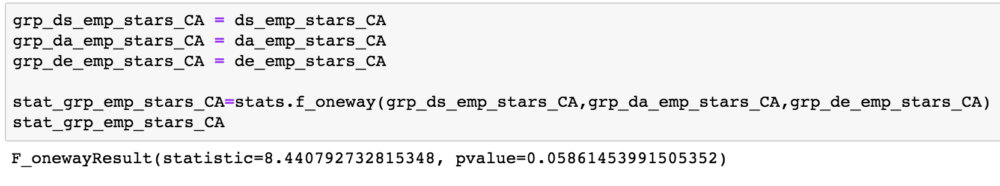 grp_ds_emp_stars_CA = ds_emp_stars_CA
grp_da_emp_stars_CA = da_emp_stars_CA
grp_de_emp_stars_CA = de_emp_stars_CA
stat_grp_emp_stars_CA=stats.f_oneway(grp_ds_emp_stars_CA,grp_da_emp_stars_CA,grp_de_emp_stars_CA)
stat_grp_emp_stars_CA
F_onewayResult(statistic=8.440792732815348, pvalue=0.05861453991505352)